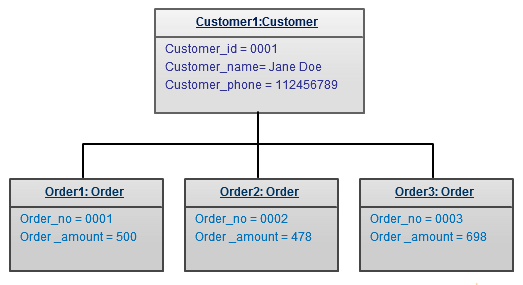 Customer1:Customer
Customer_id = 0001
Customer_name= Jane Doe
Customer_phone = 112456789
Order1: Order
Order_no = 0001
Order _amount = 500
Order2: Order
Order_no = 0002
Order _amount = 478
Order3: Order
Order_no = 0003
Order _amount = 698